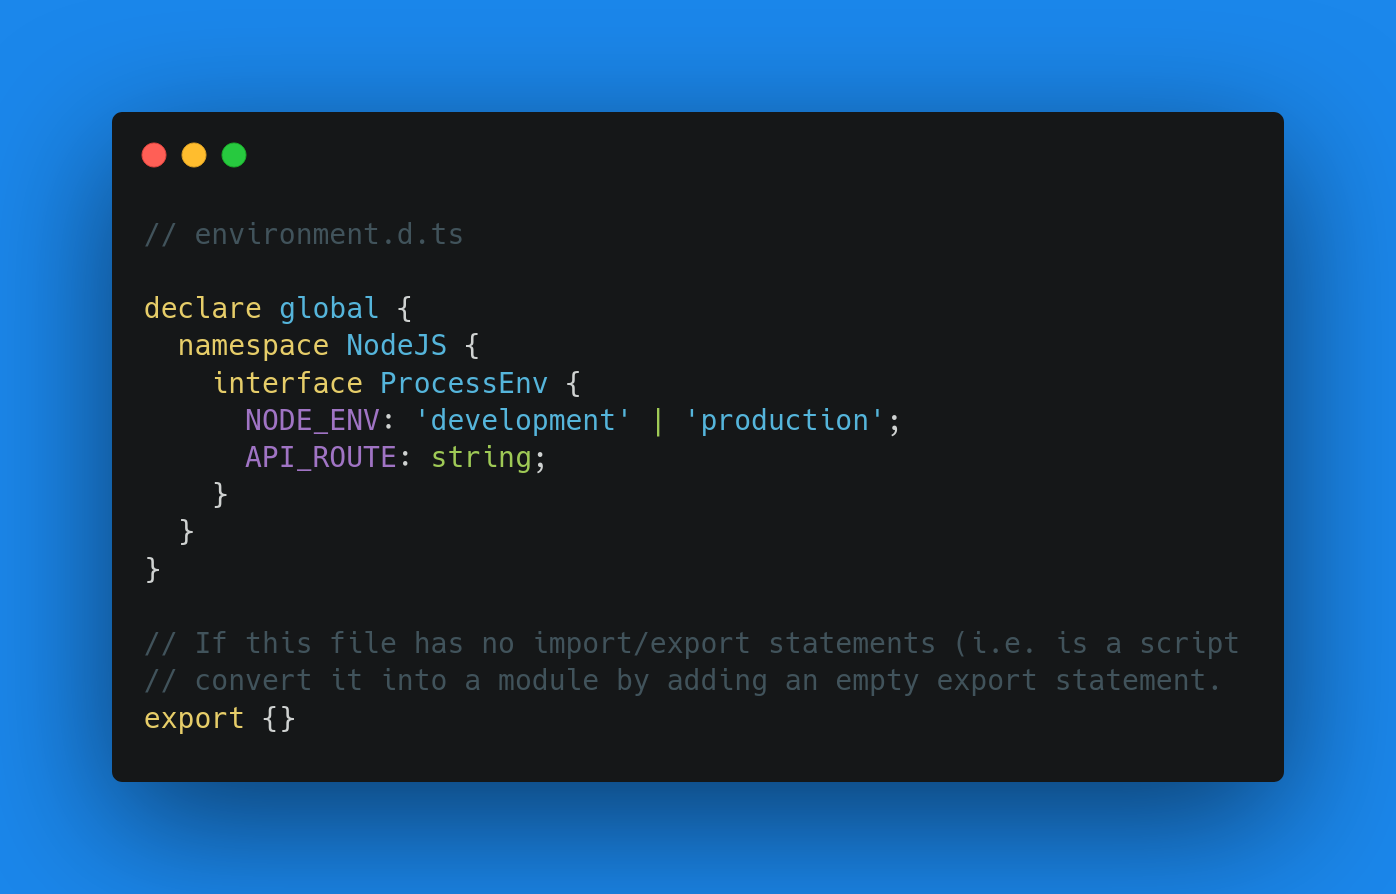 // environment.d.ts
declare global {
  namespace NodeJS {
    interface ProcessEnv {
      NODE_ENV: 'development' | 'production';
      API_ROUTE: string;
    }
  }
}
// If this file has no import/export statements (i.e. is a script
// convert it into a module by adding an empty export statement.
export {}